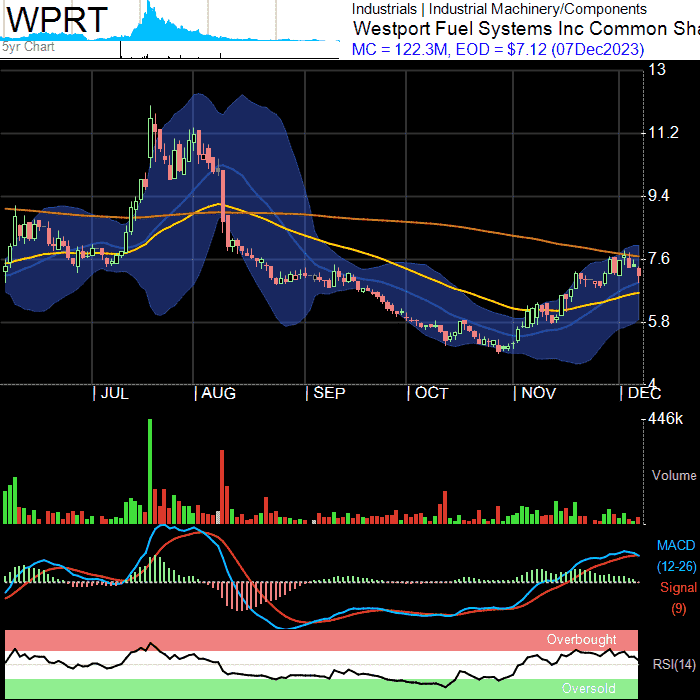 WPRT
5yr Chart
Industrials | Industrial Machinery/Components
Westport Fuel Systems Inc Common Sha
MC = 122.3M, EOD = $7.12 (07Dec2023)
13
11.2
9.4
7.6
5.8
4
JUL AUG SEP OCT NOV DEC
446k
Volume
MACD
(12-26)
Signal
(9)
Overbought
RSI(14)
Oversold